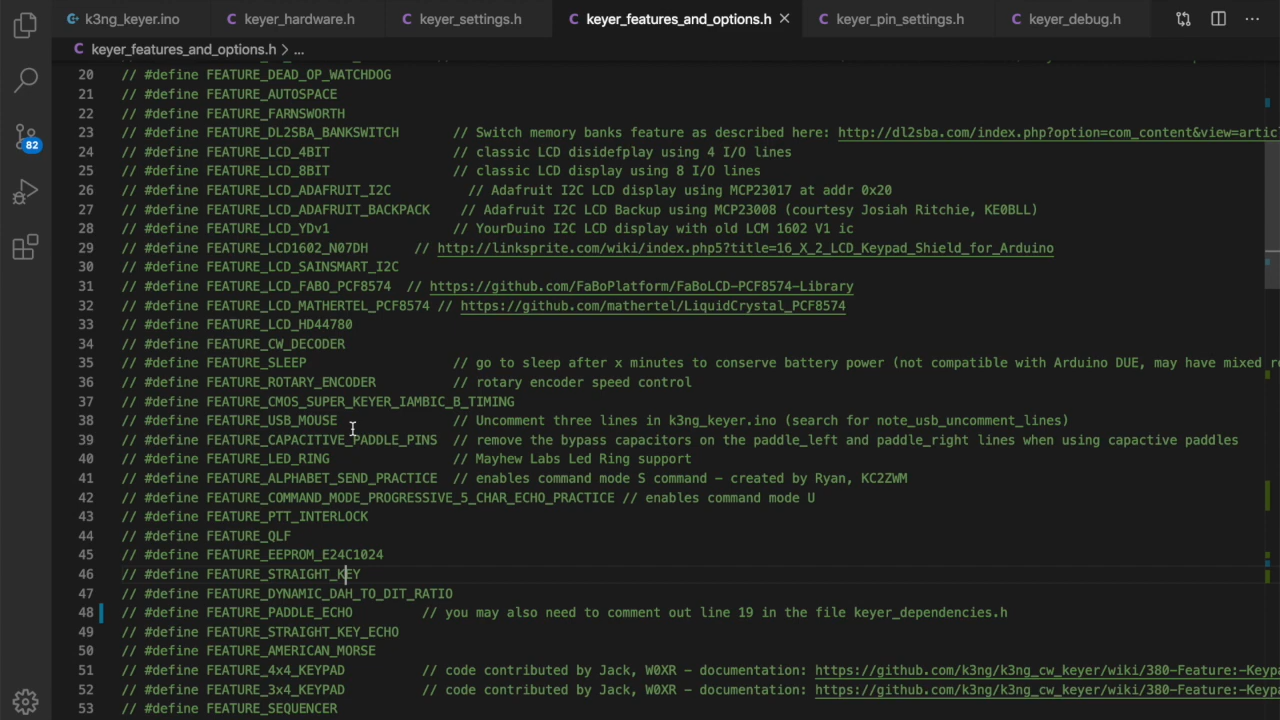 k3ng_keyer.ino
keyer_hardware.h
keyer_settings.h
keyer_features_and_options.h
keyer_pin_settings.h
keyer_debug.h
keyer_features_and_options.h > ...
82
20 // #define FEATURE_DEAD_OP_WATCHDOG
21 // #define FEATURE_AUTOSPACE
22 // #define FEATURE_FARNSWORTH
23 // #define FEATURE_DL2SBA_BANKSWITCH // Switch memory banks feature as described here: http://dl2sba.com/index.php?option=com_content&view=artic
24 // #define FEATURE_LCD_4BIT // classic LCD disidefplay using 4 I/O lines
25 // #define FEATURE_LCD_8BIT // classic LCD display using 8 I/O lines
26 // #define FEATURE_LCD_ADAFRUIT_I2C // Adafruit I2C LCD display using MCP23017 at addr 0x20
27 // #define FEATURE_LCD_ADAFRUIT_BACKPACK // Adafruit I2C LCD Backup using MCP23008 (courtesy Josiah Ritchie, KE0BLL)
28 // #define FEATURE_LCD_YDv1 // YourDuino I2C LCD display with old LCM 1602 V1 ic
29 // #define FEATURE_LCD1602_N07DH // http://linksprite.com/wiki/index.php5?title=16_X_2_LCD_Keypad_Shield_for_Arduino
30 // #define FEATURE_LCD_SAINSMART_I2C
31 // #define FEATURE_LCD_FABO_PCF8574 // https://github.com/FaBoPlatform/FaBoLCD-PCF8574-Library
32 // #define FEATURE_LCD_MATHERTEL_PCF8574 // https://github.com/mathertel/LiquidCrystal_PCF8574
33 // #define FEATURE_LCD_HD44780
34 // #define FEATURE_CW_DECODER
35 // #define FEATURE_SLEEP // go to sleep after x minutes to conserve battery power (not compatible with Arduino DUE, may have mixed re
36 // #define FEATURE_ROTARY_ENCODER // rotary encoder speed control
37 // #define FEATURE_CMOS_SUPER_KEYER_IAMBIC_B_TIMING
38 // #define FEATURE_USB_MOUSE // Uncomment three lines in k3ng_keyer.ino (search for note_usb_uncomment_lines)
39 // #define FEATURE_CAPACITIVE_PADDLE_PINS // remove the bypass capacitors on the paddle_left and paddle_right lines when using capactive paddles
40 // #define FEATURE_LED_RING // Mayhew Labs Led Ring support
41 // #define FEATURE_ALPHABET_SEND_PRACTICE // enables command mode S command – created by Ryan, KC2ZWM
42 // #define FEATURE_COMMAND_MODE_PROGRESSIVE_5_CHAR_ECHO_PRACTICE // enables command mode U
43 // #define FEATURE_PTT_INTERLOCK
44 // #define FEATURE_QLF
45 // #define FEATURE_EEPROM_E24C1024
46 // #define FEATURE_STRAIGHT_KEY
47 // #define FEATURE_DYNAMIC_DAH_TO_DIT_RATIO
48 // #define FEATURE_PADDLE_ECHO // you may also need to comment out line 19 in the file keyer_dependencies.h
49 // #define FEATURE_STRAIGHT_KEY_ECHO
50 // #define FEATURE_AMERICAN_MORSE
51 // #define FEATURE_4x4_KEYPAD // code contributed by Jack, W0XR – documentation: https://github.com/k3ng/k3ng_cw_keyer/wiki/380-Feature:-Keypa
52 // #define FEATURE_3x4_KEYPAD // code contributed by Jack, W0XR – documentation: https://github.com/k3ng/k3ng_cw_keyer/wiki/380-Feature:-Keypa
53 // #define FEATURE_SEQUENCER